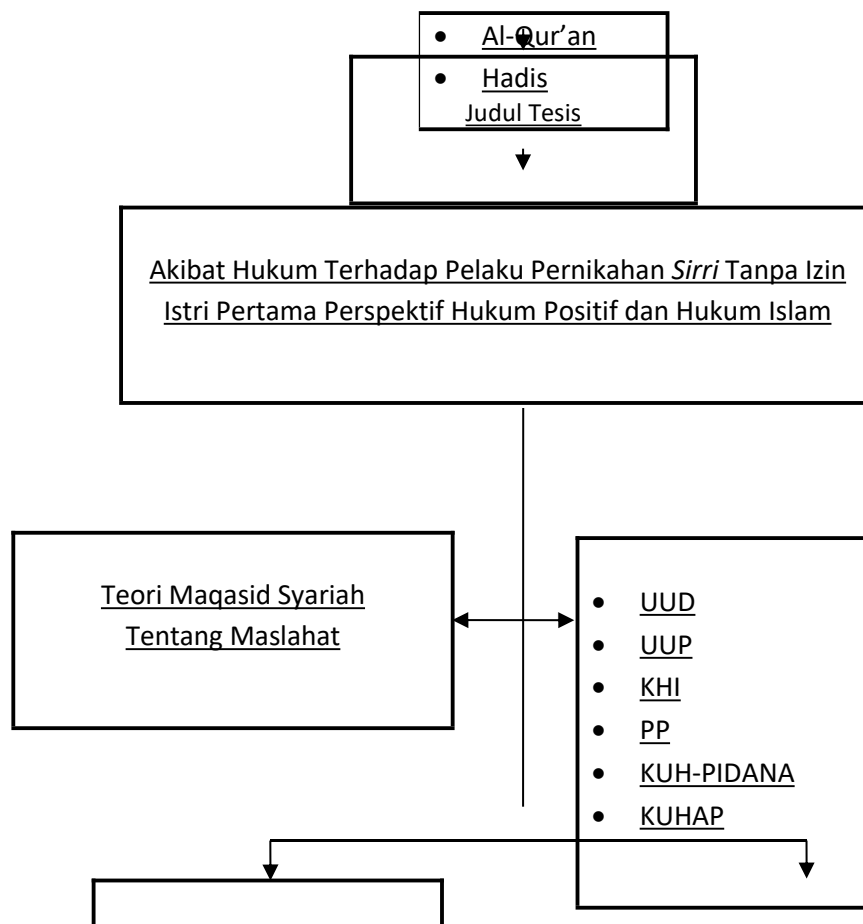 • Al-Qur’an
• Hadis
Judul Tesis
Akibat Hukum Terhadap Pelaku Pernikahan Sirri Tanpa Izin
Istri Pertama Perspektif Hukum Positif dan Hukum Islam
Teori Maqasid Syariah
Tentang Maslahat
• UUD
• UUP
• KHI
• PP
• KUH-PIDANA
• KUHAP